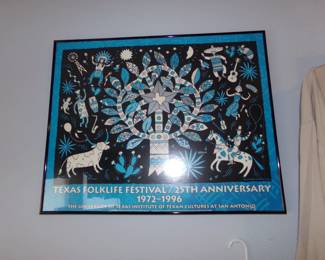 TEXAS FOLKLIFE FESTIVAL / 25TH ANNIVERSARY
1972-1996
THE UNIVERSITY OF TEXAS INSTITUTE OF TEXAN CULTURES AT SAN ANTONIO